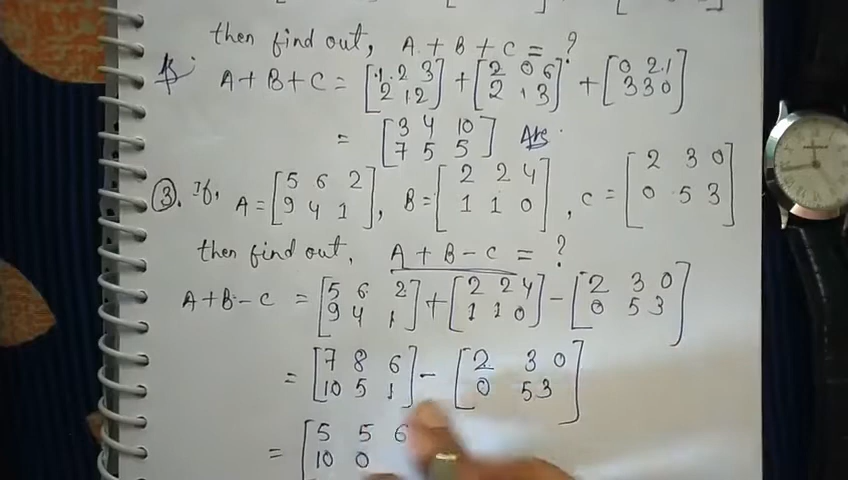 then find out, A + B + C = ?
A + B + C = [1 2 3] + [2 0 6] + [0 2 1]
[2 1 2] [2 1 3] [3 3 0]
= [3 4 10] Ans.
[7 5 5]
③. If, A = [5 6 2], B = [2 2 4], C = [2 3 0]
[9 4 1] [1 1 0] [0 5 3]
then find out, A + B - C = ?
A + B - C = [5 6 2] + [2 2 4] - [2 3 0]
[9 4 1] [1 1 0] [0 5 3]
= [7 8 6] - [2 3 0]
[10 5 1] [0 5 3]
= [5 5 6
[10 0